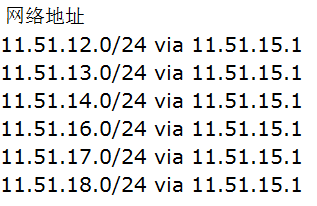 网络地址
11.51.12.0/24 via 11.51.15.1
11.51.13.0/24 via 11.51.15.1
11.51.14.0/24 via 11.51.15.1
11.51.16.0/24 via 11.51.15.1
11.51.17.0/24 via 11.51.15.1
11.51.18.0/24 via 11.51.15.1